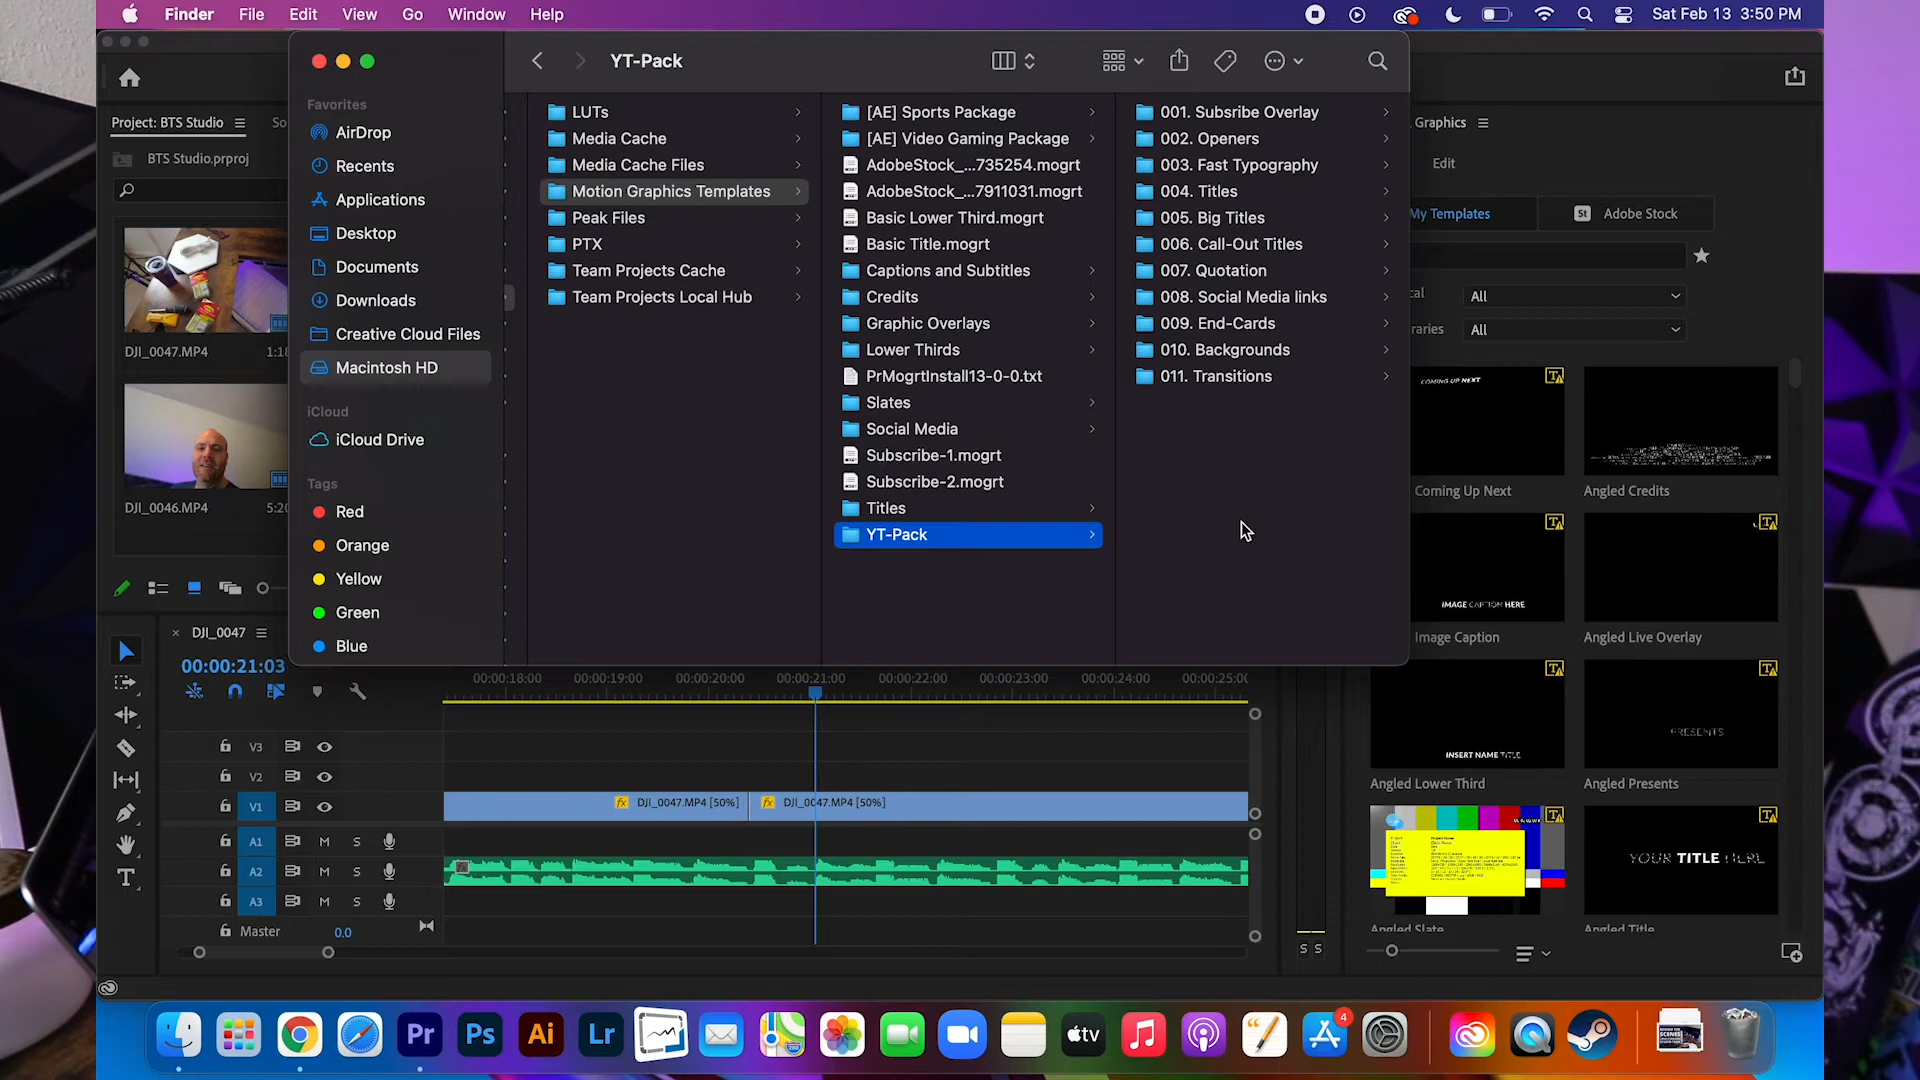 Finder File Edit View Go Window Help
Sat Feb 13 3:50 PM
YT-Pack
Project: BTS Studio
So
BTS Studio.prproj
DJI_0047.MP4
1:18
DJI_0046.MP4
5:20
Favorites
AirDrop
Recents
Applications
Desktop
Documents
Downloads
Creative Cloud Files
Macintosh HD
iCloud
iCloud Drive
Tags
Red
Orange
Yellow
Green
Blue
LUTs
Media Cache
Media Cache Files
Motion Graphics Templates
Peak Files
PTX
Team Projects Cache
Team Projects Local Hub
[AE] Sports Package
[AE] Video Gaming Package
AdobeStock_...735254.mogrt
AdobeStock_...7911031.mogrt
Basic Lower Third.mogrt
Basic Title.mogrt
Captions and Subtitles
Credits
Graphic Overlays
Lower Thirds
PrMogrtInstall13-0-0.txt
Slates
Social Media
Subscribe-1.mogrt
Subscribe-2.mogrt
Titles
YT-Pack
001. Subsribe Overlay
002. Openers
003. Fast Typography
004. Titles
005. Big Titles
006. Call-Out Titles
007. Quotation
008. Social Media links
009. End-Cards
010. Backgrounds
011. Transitions
Graphics
Edit
My Templates
St Adobe Stock
cal All
raries All
COMING UP NEXT
Coming Up Next
Angled Credits
IMAGE CAPTION HERE
Image Caption
Angled Live Overlay
INSERT NAME TITLE
PRESENTS
Angled Lower Third
Angled Presents
YOUR TITLE HERE
Angled Slate
Angled Title
DJI_0047
00:00:21:03
00:00:18:00 00:00:19:00 00:00:20:00 00:00:21:00 00:00:22:00 00:00:23:00 00:00:24:00 00:00:25:0
V3
V2
V1
DJI_0047.MP4 [50%]
DJI_0047.MP4 [50%]
A1 M S
A2 M S
A3 M S
Master 0.0
S S
Pr Ps Ai Lr
tv
4